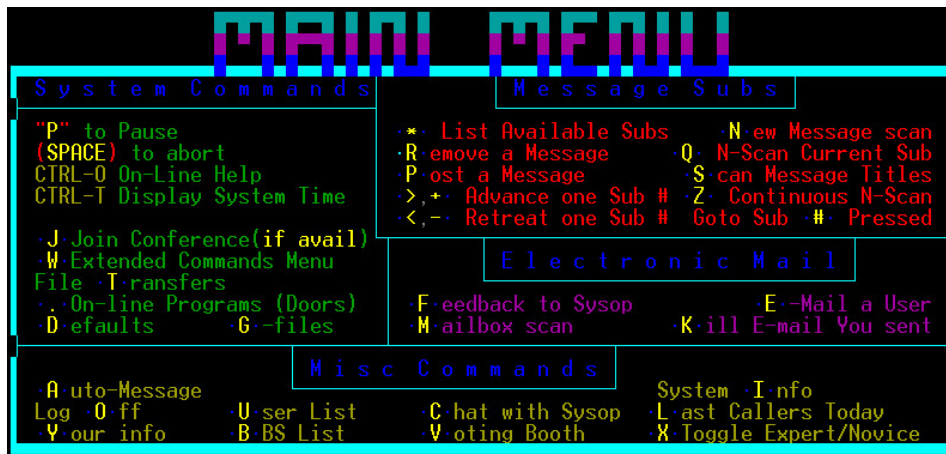 MAIN MENU
System Commands
"P" to Pause
(SPACE) to abort
CTRL-O On-Line Help
CTRL-T Display System Time
·J·Join Conference(if avail)
·W·Extended Commands Menu
File ·T·ransfers
·.·On-line Programs (Doors)
·D·efaults ·G·-files
Message Subs
·*· List Available Subs ·N·ew Message scan
·R·emove a Message ·Q· N-Scan Current Sub
·P·ost a Message ·S·can Message Titles
·>,+· Advance one Sub # ·Z· Continuous N-Scan
·<,-· Retreat one Sub # Goto Sub ·#· Pressed
Electronic Mail
·F·eedback to Sysop ·E·-Mail a User
·M·ailbox scan ·K·ill E-mail You sent
Misc Commands
·A·uto-Message System ·I·nfo
Log ·O·ff ·U·ser List ·C·hat with Sysop ·L·ast Callers Today
·Y·our info ·B·BS List ·V·oting Booth ·X·Toggle Expert/Novice